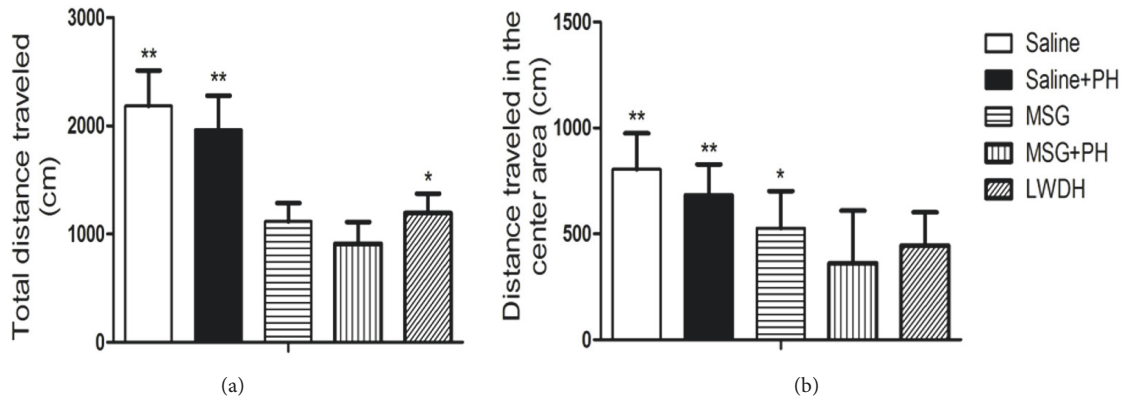 Total distance traveled
(cm)
3000
2000
1000
0
**
**
*
(a)
Distance traveled in the
center area (cm)
1500
1000
500
0
**
**
*
(b)
Saline
Saline+PH
MSG
MSG+PH
LWDH